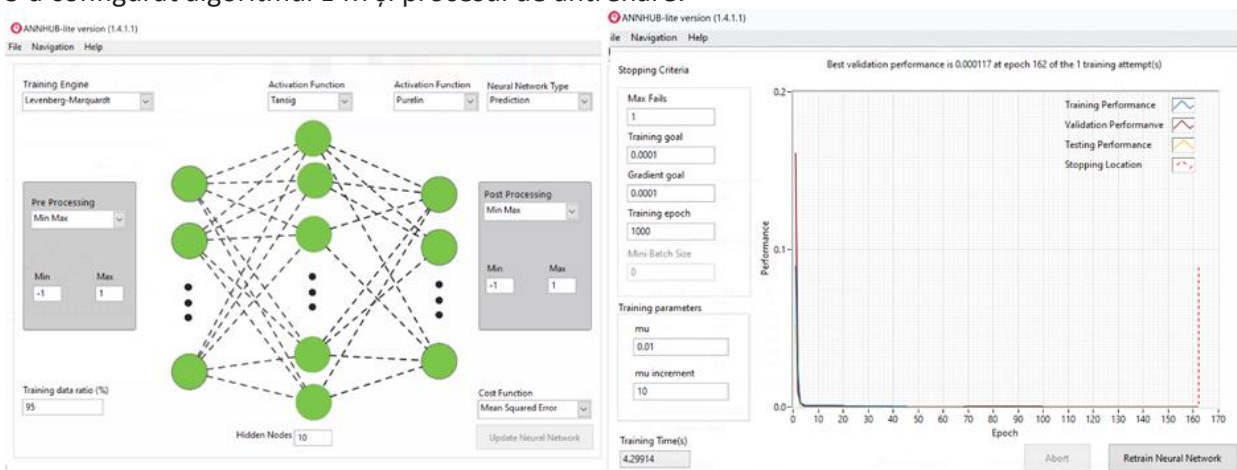 ANNHUB-lite version (1.4.1.1)
File Navigation Help
Training Engine
Levenberg-Marquardt
Activation Function
Tansig
Activation Function
Purelin
Neural Network Type
Prediction
Pre Processing
Min Max
Min Max
-1 1
Post Processing
Min Max
Min Max
-1 1
Training data ratio (%)
95
Hidden Nodes 10
Cost Function
Mean Squared Error
Update Neural Network
ANNHUB-lite version (1.4.1.1)
ile Navigation Help
Stopping Criteria
Max Fails
1
Training goal
0.0001
Gradient goal
0.0001
Training epoch
1000
Mini Batch Size
0
Training parameters
mu
0.01
mu increment
10
Training Time(s)
4.29914
Best validation performance is 0.000117 at epoch 162 of the 1 training attempt(s)
Training Performance
Validation Performanve
Testing Performance
Stopping Location
Performance
0.2
0.1
0.0
0 10 20 30 40 50 60 70 80 90 100 110 120 130 140 150 160 170
Epoch
Abort Retrain Neural Network